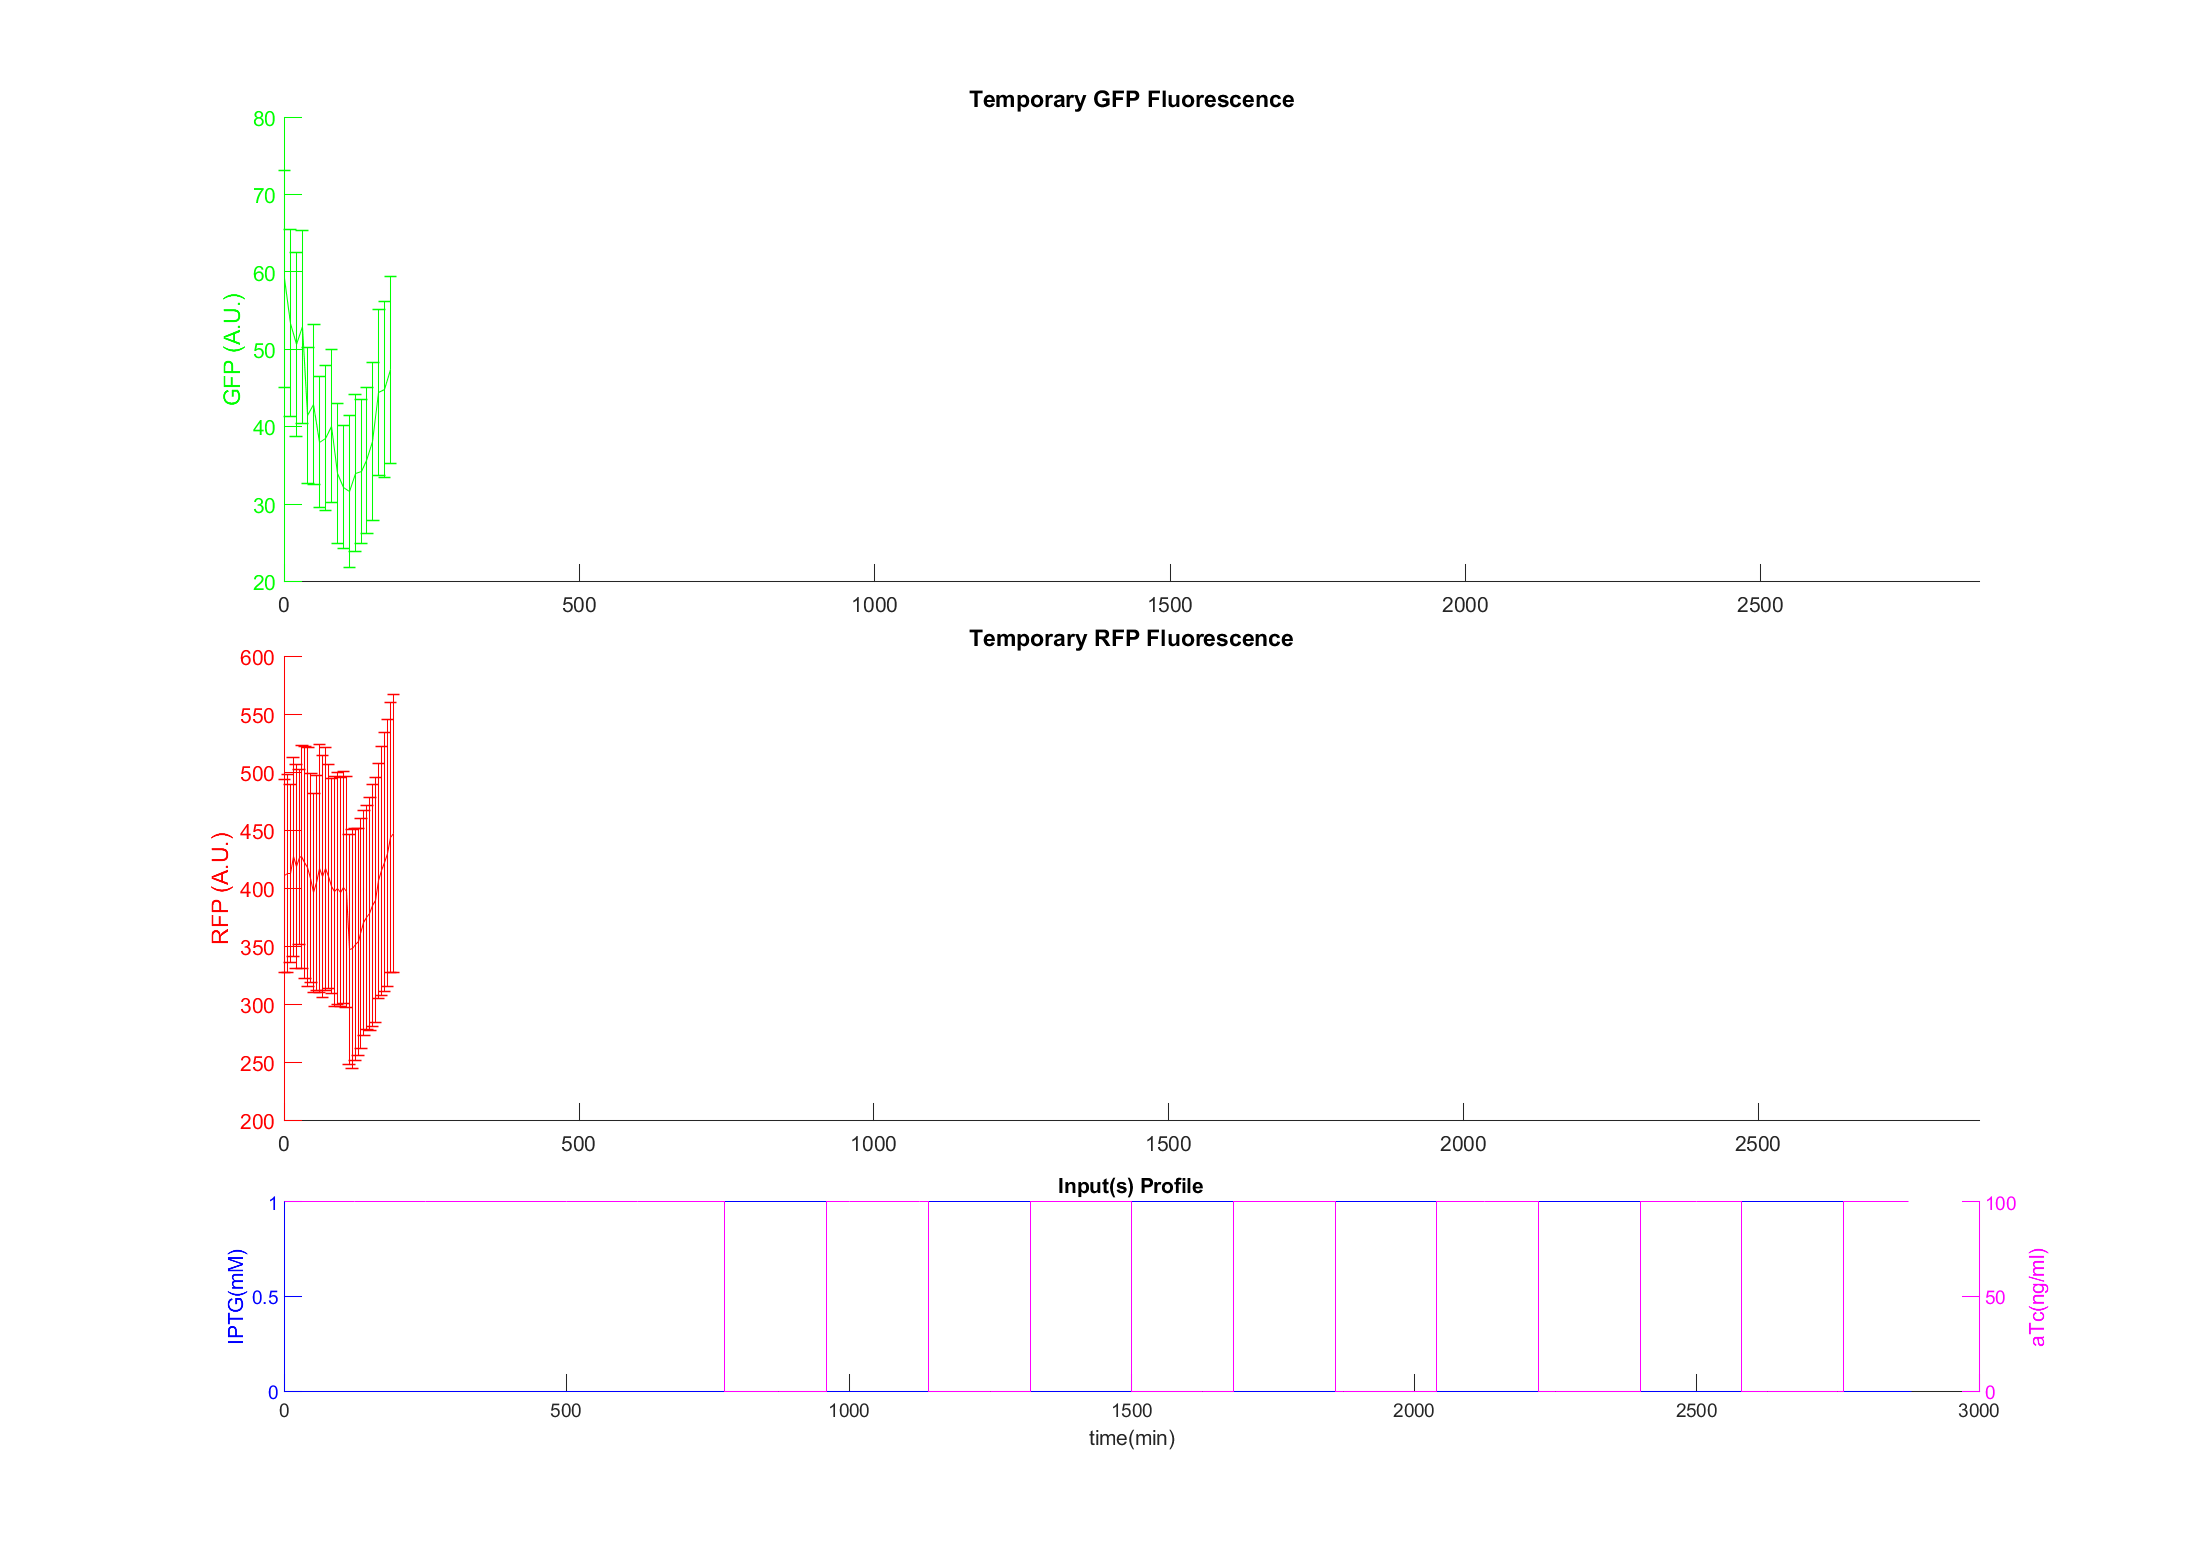 Temporary GFP Fluorescence
80
70
60
50
40
30
20
GFP (A.U.)
0 500 1000 1500 2000 2500
Temporary RFP Fluorescence
600
550
500
450
400
350
300
250
200
RFP (A.U.)
0 500 1000 1500 2000 2500
Input(s) Profile
1
0.5
0
IPTG(mM)
100
50
0
aTc(ng/ml)
0 500 1000 1500 2000 2500 3000
time(min)